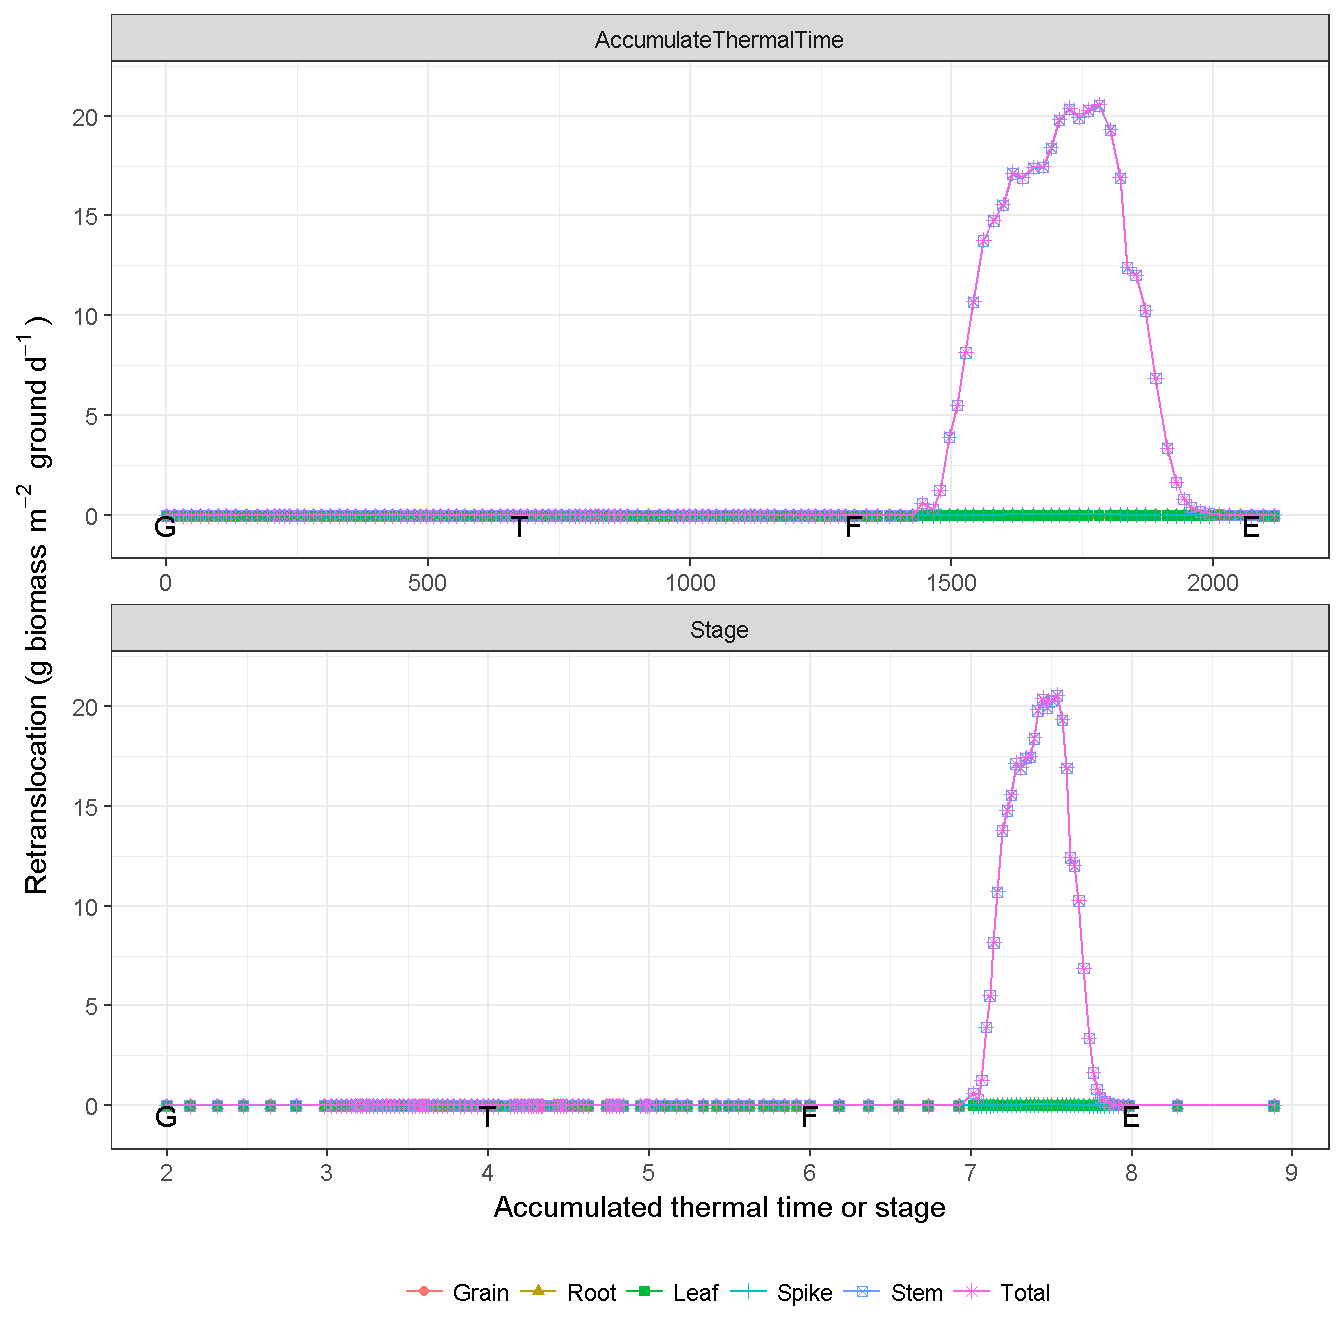 AccumulateThermalTime
Retranslocation (g biomass m⁻² ground d⁻¹ )
20
15
10
5
0
G T F E
0 500 1000 1500 2000
Stage
20
15
10
5
0
G T F E
2 3 4 5 6 7 8 9
Accumulated thermal time or stage
Grain Root Leaf Spike Stem Total